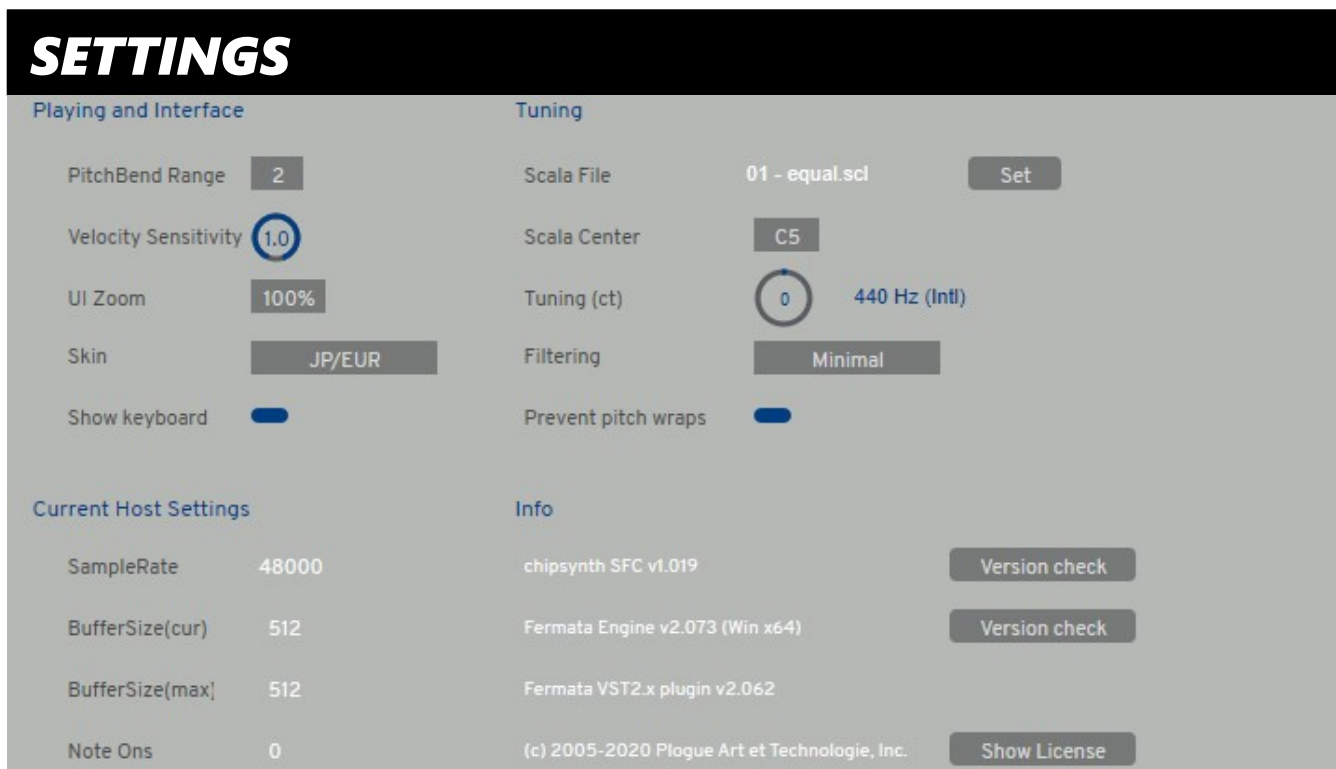 SETTINGS
Playing and Interface
PitchBend Range 2
Velocity Sensitivity 1.0
UI Zoom 100%
Skin JP/EUR
Show keyboard
Tuning
Scala File 01 - equal.scl Set
Scala Center C5
Tuning (ct) 0 440 Hz (Intl)
Filtering Minimal
Prevent pitch wraps
Current Host Settings
SampleRate 48000
BufferSize(cur) 512
BufferSize(max) 512
Note Ons 0
Info
chipsynth SFC v1.019 Version check
Fermata Engine v2.073 (Win x64) Version check
Fermata VST2.x plugin v2.062
(c) 2005-2020 Plogue Art et Technologie, Inc. Show License